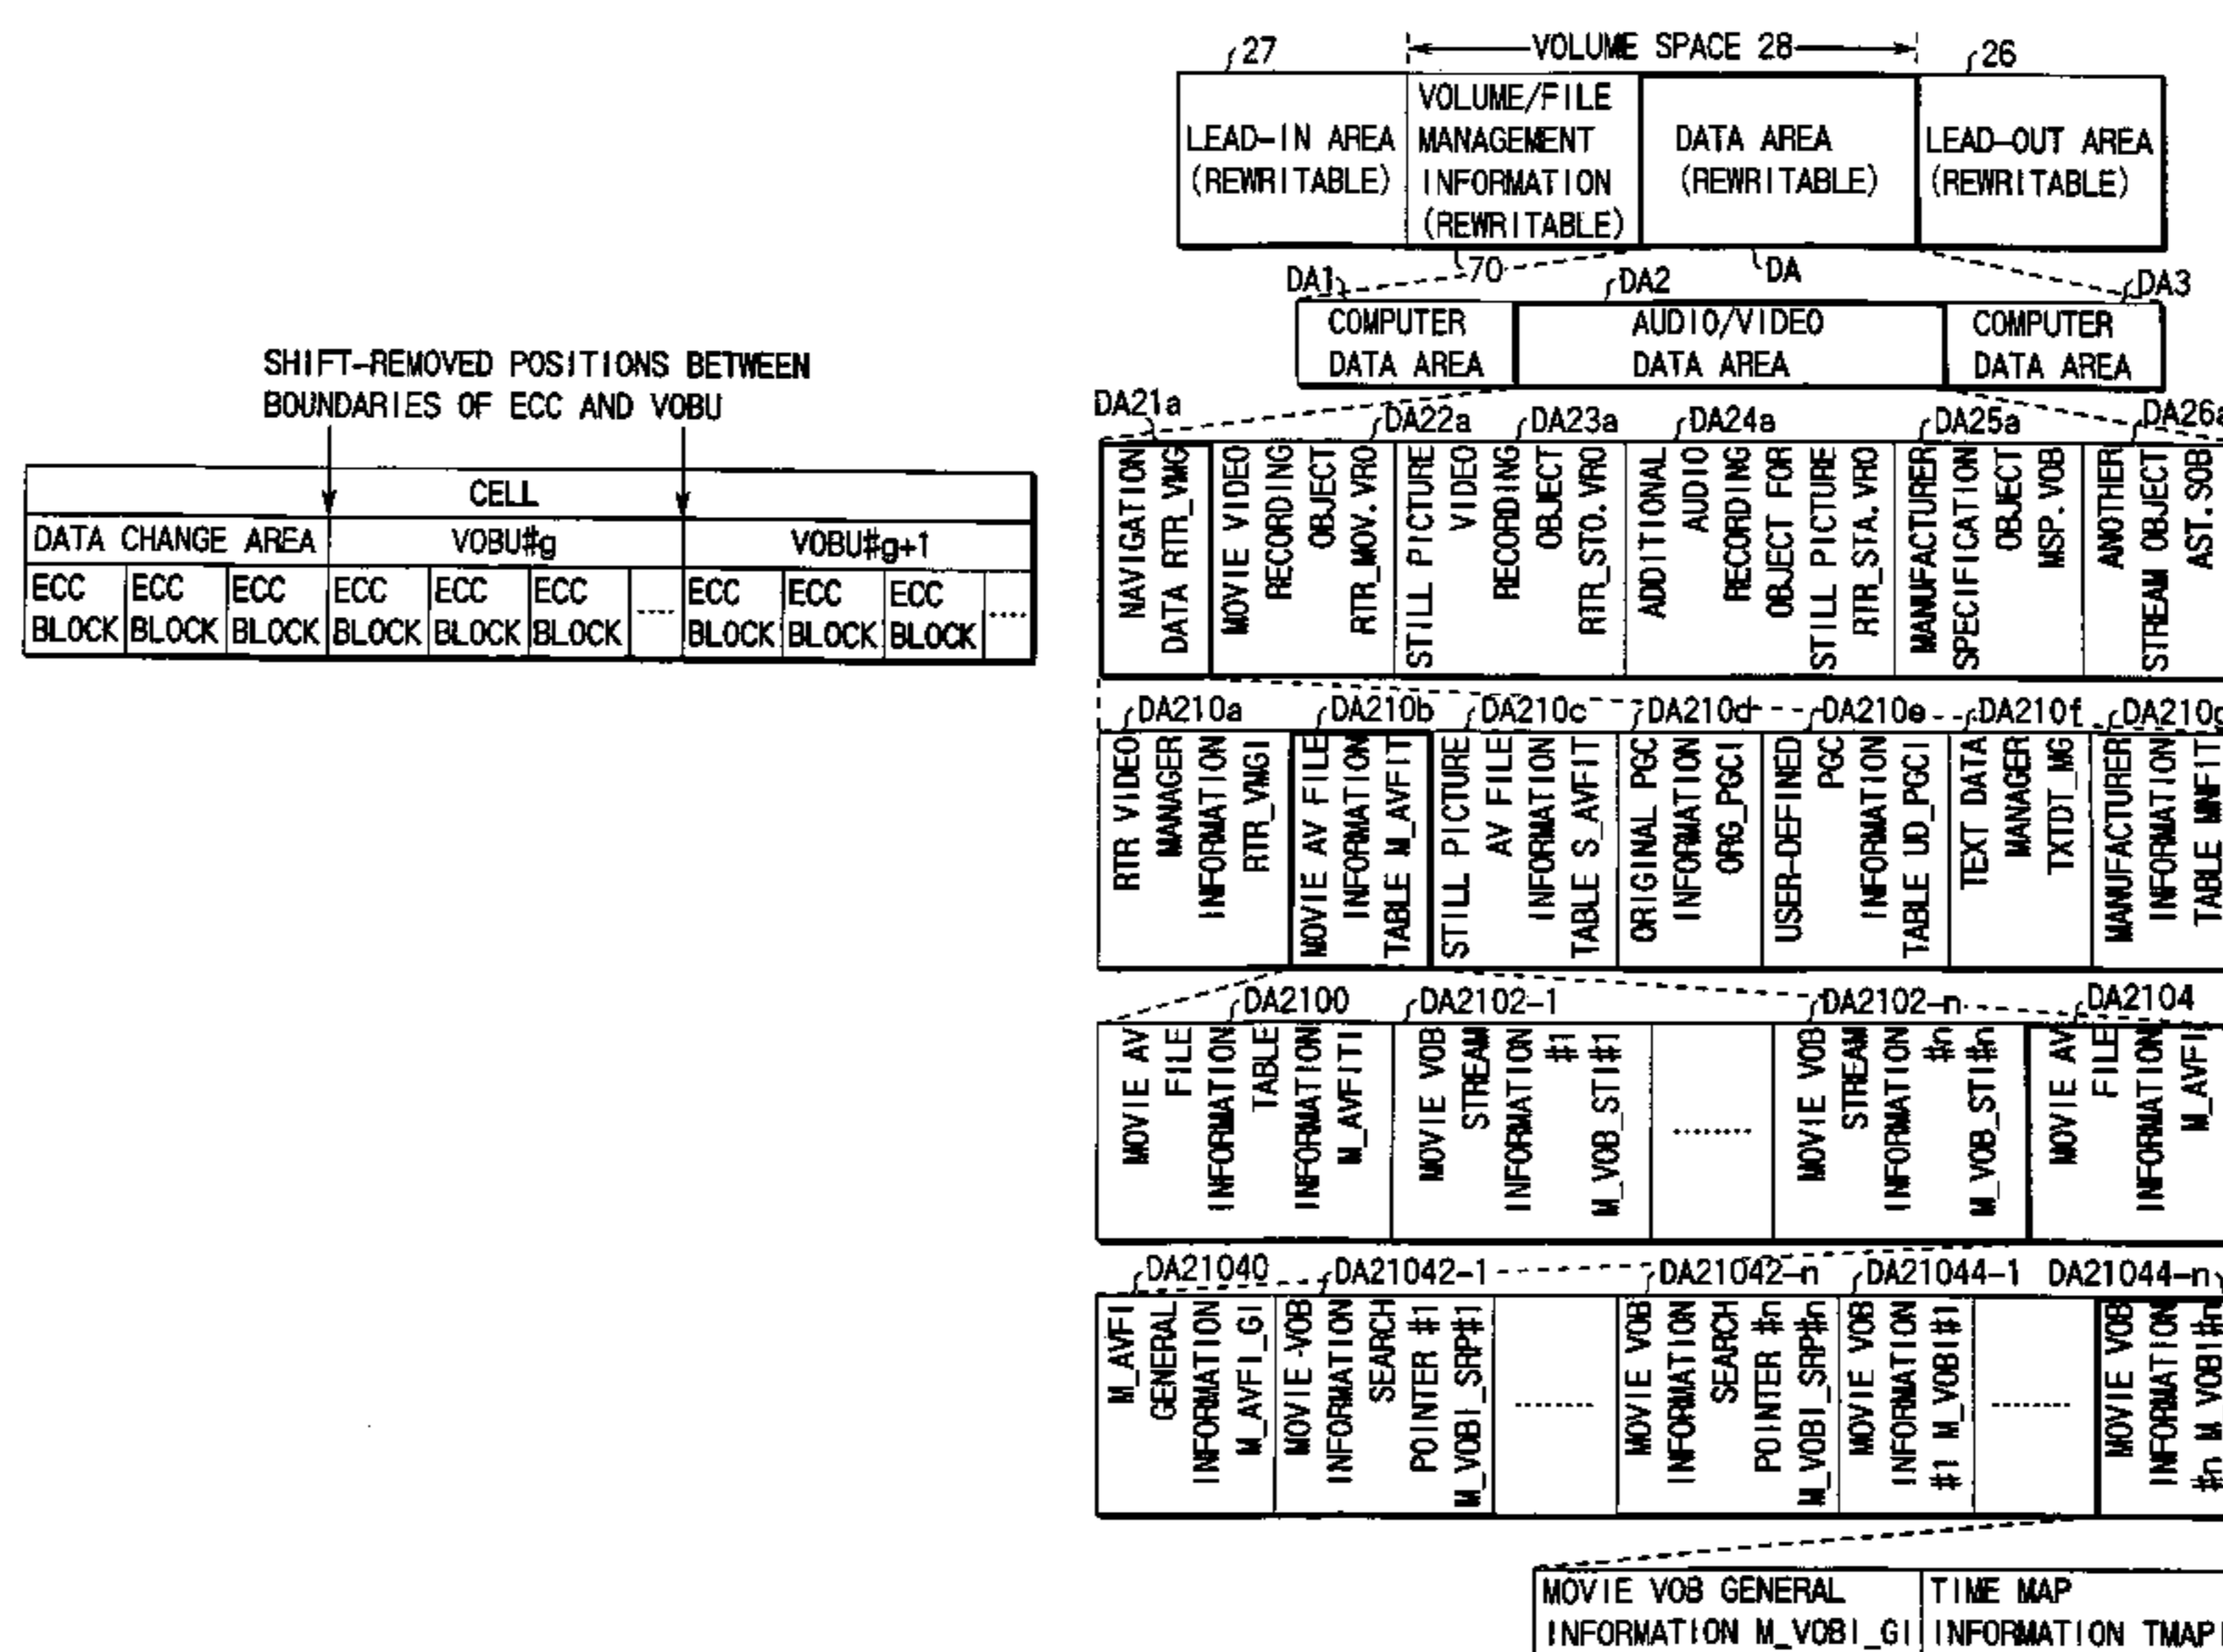 SHIFT-REMOVED POSITIONS BETWEEN
BOUNDARIES OF ECC AND VOBU
CELL
DATA CHANGE AREA
VOBU#g
VOBU#g+1
ECC
BLOCK
ECC
BLOCK
ECC
BLOCK
ECC
BLOCK
ECC
BLOCK
ECC
BLOCK
----
ECC
BLOCK
ECC
BLOCK
ECC
BLOCK
....
27
VOLUME SPACE 28
26
LEAD-IN AREA
(REWRITABLE)
VOLUME/FILE
MANAGEMENT
INFORMATION
(REWRITABLE)
DATA AREA
(REWRITABLE)
LEAD-OUT AREA
(REWRITABLE)
70
DA
DA1
DA2
DA3
COMPUTER
DATA AREA
AUDIO/VIDEO
DATA AREA
COMPUTER
DATA AREA
DA21a
DA22a
DA23a
DA24a
DA25a
DA26a
NAVIGATION
DATA RTR_VMG
MOVIE VIDEO
RECORDING
OBJECT
RTR_MOV.VRO
STILL PICTURE
VIDEO
RECORDING
OBJECT
RTR_STO.VRO
ADDITIONAL
AUDIO
RECORDING
OBJECT FOR
STILL PICTURE
RTR_STA.VRO
MANUFACTURER
SPECIFICATION
OBJECT
MSP.VOB
ANOTHER
STREAM OBJECT
AST.SOB
DA210a
DA210b
DA210c
DA210d
DA210e
DA210f
DA210g
RTR VIDEO
MANAGER
INFORMATION
RTR_VMGI
MOVIE AV FILE
INFORMATION
TABLE M_AVFIT
STILL PICTURE
AV FILE
INFORMATION
TABLE S_AVFIT
ORIGINAL PGC
INFORMATION
ORG_PGCI
USER-DEFINED
PGC
INFORMATION
TABLE UD_PGCI
TEXT DATA
MANAGER
TXTDT_MG
MANUFACTURER
INFORMATION
TABLE MNFIT
DA2100
DA2102-1
DA2102-n
DA2104
MOVIE AV
FILE
INFORMATION
TABLE
INFORMATION
M_AVFITI
MOVIE VOB
STREAM
INFORMATION
#1
M_VOB_STI#1
........
MOVIE VOB
STREAM
INFORMATION
#n
M_VOB_STI#n
MOVIE AV
FILE
INFORMATION
M_AVFI
DA21040
DA21042-1
DA21042-n
DA21044-1
DA21044-n
M_AVFI
GENERAL
INFORMATION
M_AVFI_GI
MOVIE-VOB
INFORMATION
SEARCH
POINTER #1
M_VOBI_SRP#1
........
MOVIE VOB
INFORMATION
SEARCH
POINTER #n
M_VOBI_SRP#n
MOVIE VOB
INFORMATION
#1 M_VOBI#1
........
MOVIE VOB
INFORMATION
#n M_VOBI#n
MOVIE VOB GENERAL
INFORMATION M_VOBI_GI
TIME MAP
INFORMATION TMAPI